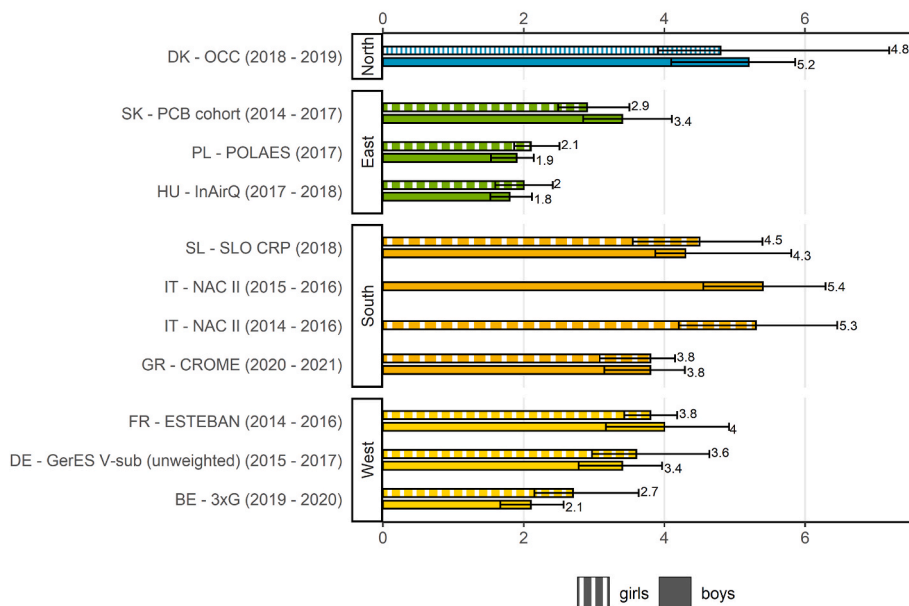 0 2 4 6
North
DK - OCC (2018 - 2019)
4.8
5.2
East
SK - PCB cohort (2014 - 2017)
2.9
3.4
PL - POLAES (2017)
2.1
1.9
HU - InAirQ (2017 - 2018)
2
1.8
South
SL - SLO CRP (2018)
4.5
4.3
IT - NAC II (2015 - 2016)
5.4
IT - NAC II (2014 - 2016)
5.3
GR - CROME (2020 - 2021)
3.8
3.8
West
FR - ESTEBAN (2014 - 2016)
3.8
4
DE - GerES V-sub (unweighted) (2015 - 2017)
3.6
3.4
BE - 3xG (2019 - 2020)
2.7
2.1
0 2 4 6
girls boys